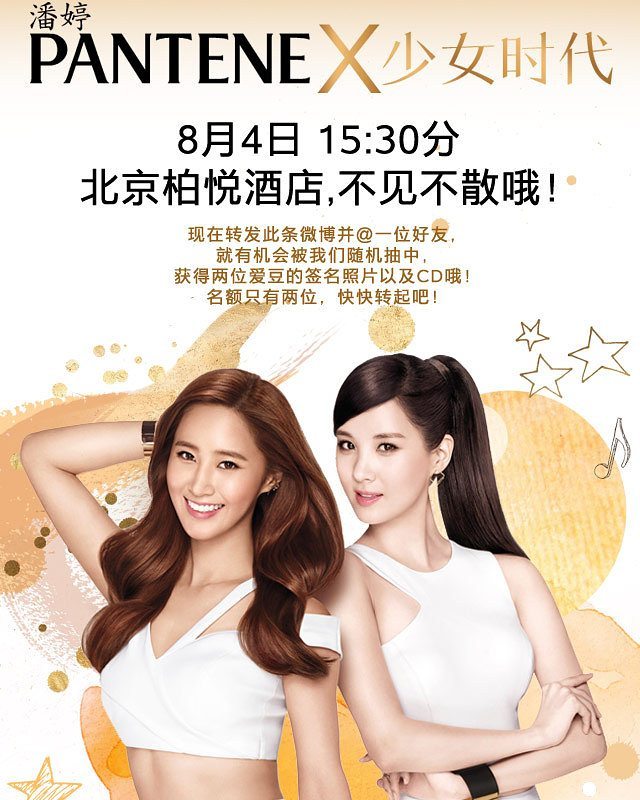 潘婷
PANTENE X 少女时代
8月4日 15:30分
北京柏悦酒店,不见不散哦!
现在转发此条微博并@一位好友,
就有机会被我们随机抽中,
获得两位爱豆的签名照片以及CD哦!
名额只有两位，快快转起吧!